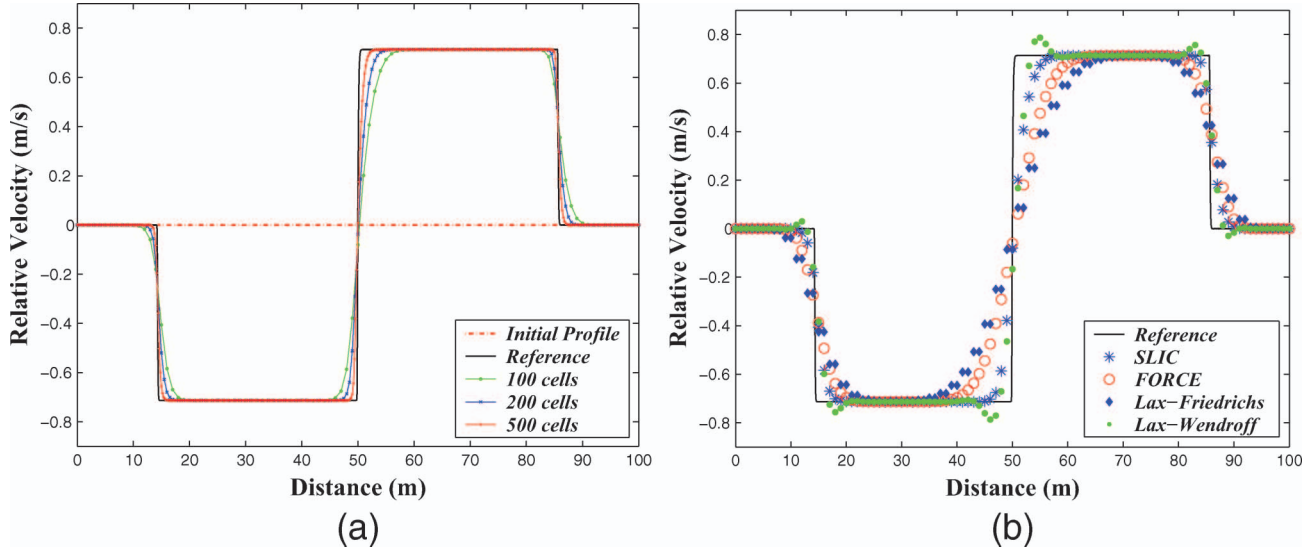 Relative Velocity (m/s)
0.8
0.6
0.4
0.2
0
−0.2
−0.4
−0.6
−0.8
0
10
20
30
40
50
60
70
80
90
100
Distance (m)
Initial Profile
Reference
100 cells
200 cells
500 cells
(a)
Relative Velocity (m/s)
0.8
0.6
0.4
0.2
0
−0.2
−0.4
−0.6
−0.8
0
10
20
30
40
50
60
70
80
90
100
Distance (m)
Reference
SLIC
FORCE
Lax−Friedrichs
Lax−Wendroff
(b)